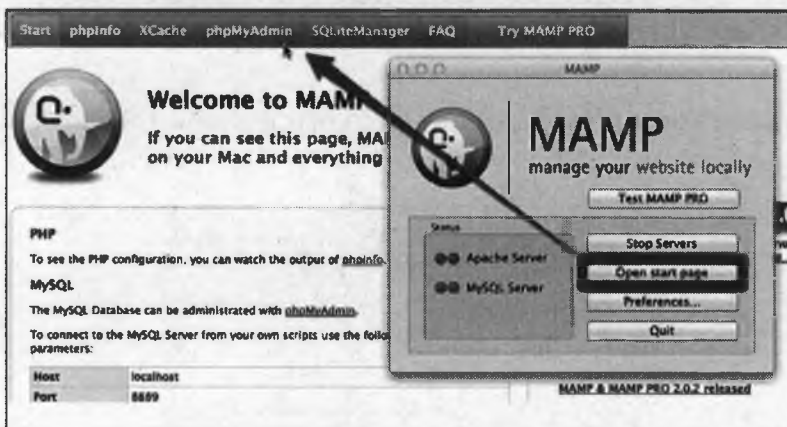 Start phpinfo XCache phpMyAdmin SQLiteManager FAQ Try MAMP PRO
Welcome to MAMP
If you can see this page, MA
on your Mac and everything
PHP
To see the PHP configuration, you can watch the output of phpinfo.
MySQL
The MySQL Database can be administrated with phpMyAdmin.
To connect to the MySQL Server from your own scripts use the follo
parameters:
Host localhost
Port 8889
MAMP
MAMP
manage your website locally
Test MAMP PRO
Status
Apache Server
MySQL Server
Stop Servers
Open start page
Preferences...
Quit
MAMP & MAMP PRO 2.0.2 released